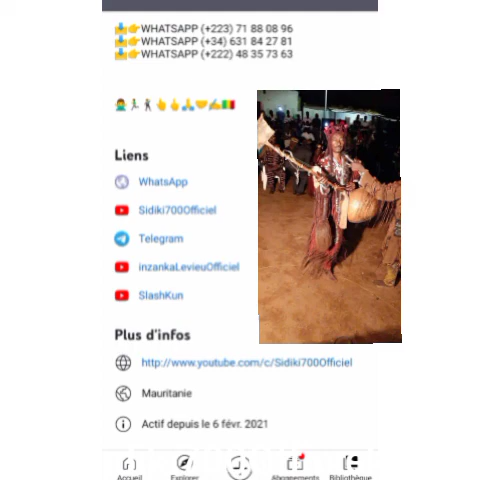 WHATSAPP (+223) 71 88 08 96
WHATSAPP (+34) 631 84 27 81
WHATSAPP (+222) 48 35 73 63
Liens
WhatsApp
Sidiki700Officiel
Telegram
inzankaLevieuOfficiel
SlashKun
Plus d'infos
http://www.youtube.com/c/Sidiki700Officiel
Mauritanie
Actif depuis le 6 févr. 2021
Accueil Explorer Abonnements Bibliothèque